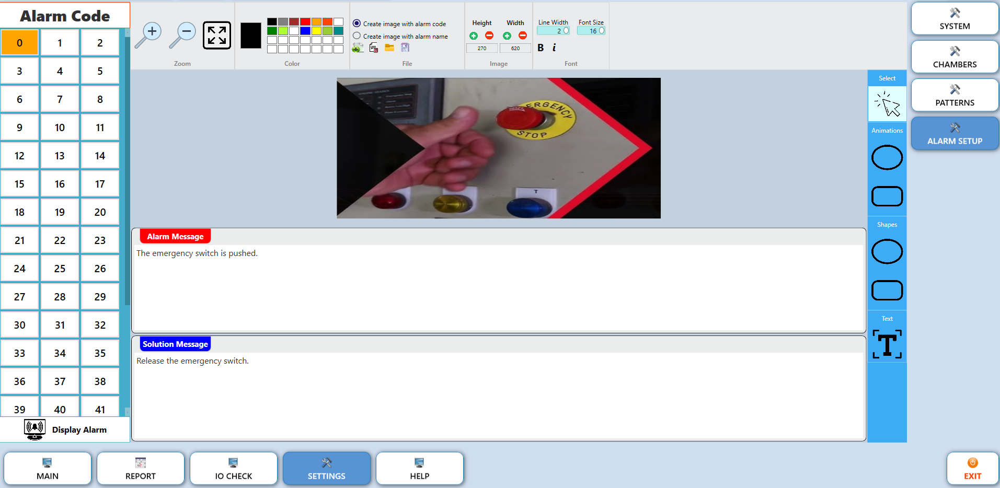 Alarm Code
0 1 2
3 4 5
6 7 8
9 10 11
12 13 14
15 16 17
18 19 20
21 22 23
24 25 26
27 28 29
30 31 32
33 34 35
36 37 38
39 40 41
Display Alarm
Zoom
Color
Create image with alarm code
Create image with alarm name
File
Height Width
270 620
Image
Line Width Font Size
2 16
B i
Font
ERGENCY
STOP
T
Alarm Message
The emergency switch is pushed.
Solution Message
Release the emergency switch.
Select
Animations
Shapes
Text
T
SYSTEM
CHAMBERS
PATTERNS
ALARM SETUP
MAIN
REPORT
IO CHECK
SETTINGS
HELP
EXIT